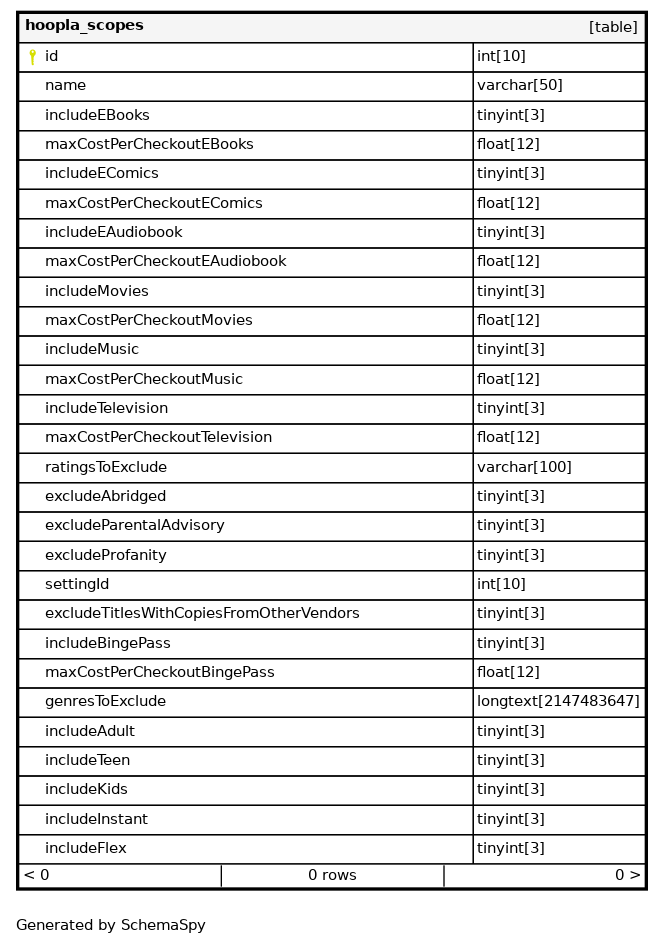 hoopla_scopes [table]
id int[10]
name varchar[50]
includeEBooks tinyint[3]
maxCostPerCheckoutEBooks float[12]
includeEComics tinyint[3]
maxCostPerCheckoutEComics float[12]
includeEAudiobook tinyint[3]
maxCostPerCheckoutEAudiobook float[12]
includeMovies tinyint[3]
maxCostPerCheckoutMovies float[12]
includeMusic tinyint[3]
maxCostPerCheckoutMusic float[12]
includeTelevision tinyint[3]
maxCostPerCheckoutTelevision float[12]
ratingsToExclude varchar[100]
excludeAbridged tinyint[3]
excludeParentalAdvisory tinyint[3]
excludeProfanity tinyint[3]
settingId int[10]
excludeTitlesWithCopiesFromOtherVendors tinyint[3]
includeBingePass tinyint[3]
maxCostPerCheckoutBingePass float[12]
genresToExclude longtext[2147483647]
includeAdult tinyint[3]
includeTeen tinyint[3]
includeKids tinyint[3]
includeInstant tinyint[3]
includeFlex tinyint[3]
< 0 0 rows 0 >
Generated by SchemaSpy